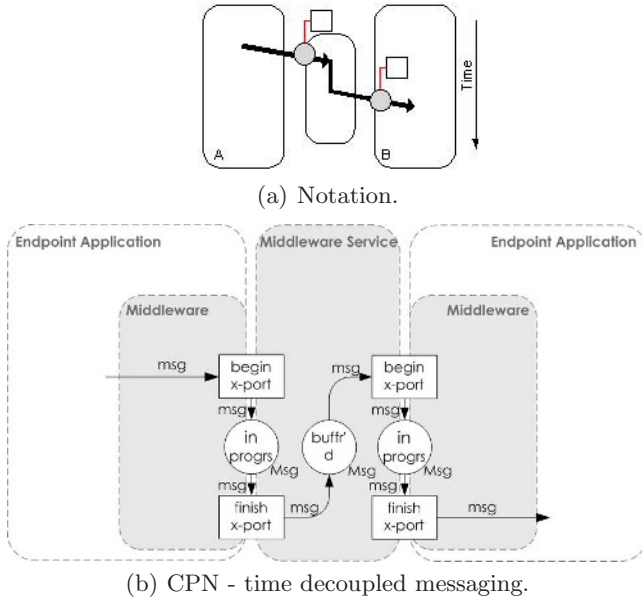 A
B
Time
(a) Notation.
Endpoint Application
Middleware Service
Endpoint Application
Middleware
Middleware
msg
begin
x-port
msg
in
progrs
Msg
msg
finish
x-port
msg
buffr'
d
Msg
msg
begin
x-port
msg
in
progrs
Msg
msg
finish
x-port
msg
(b) CPN - time decoupled messaging.